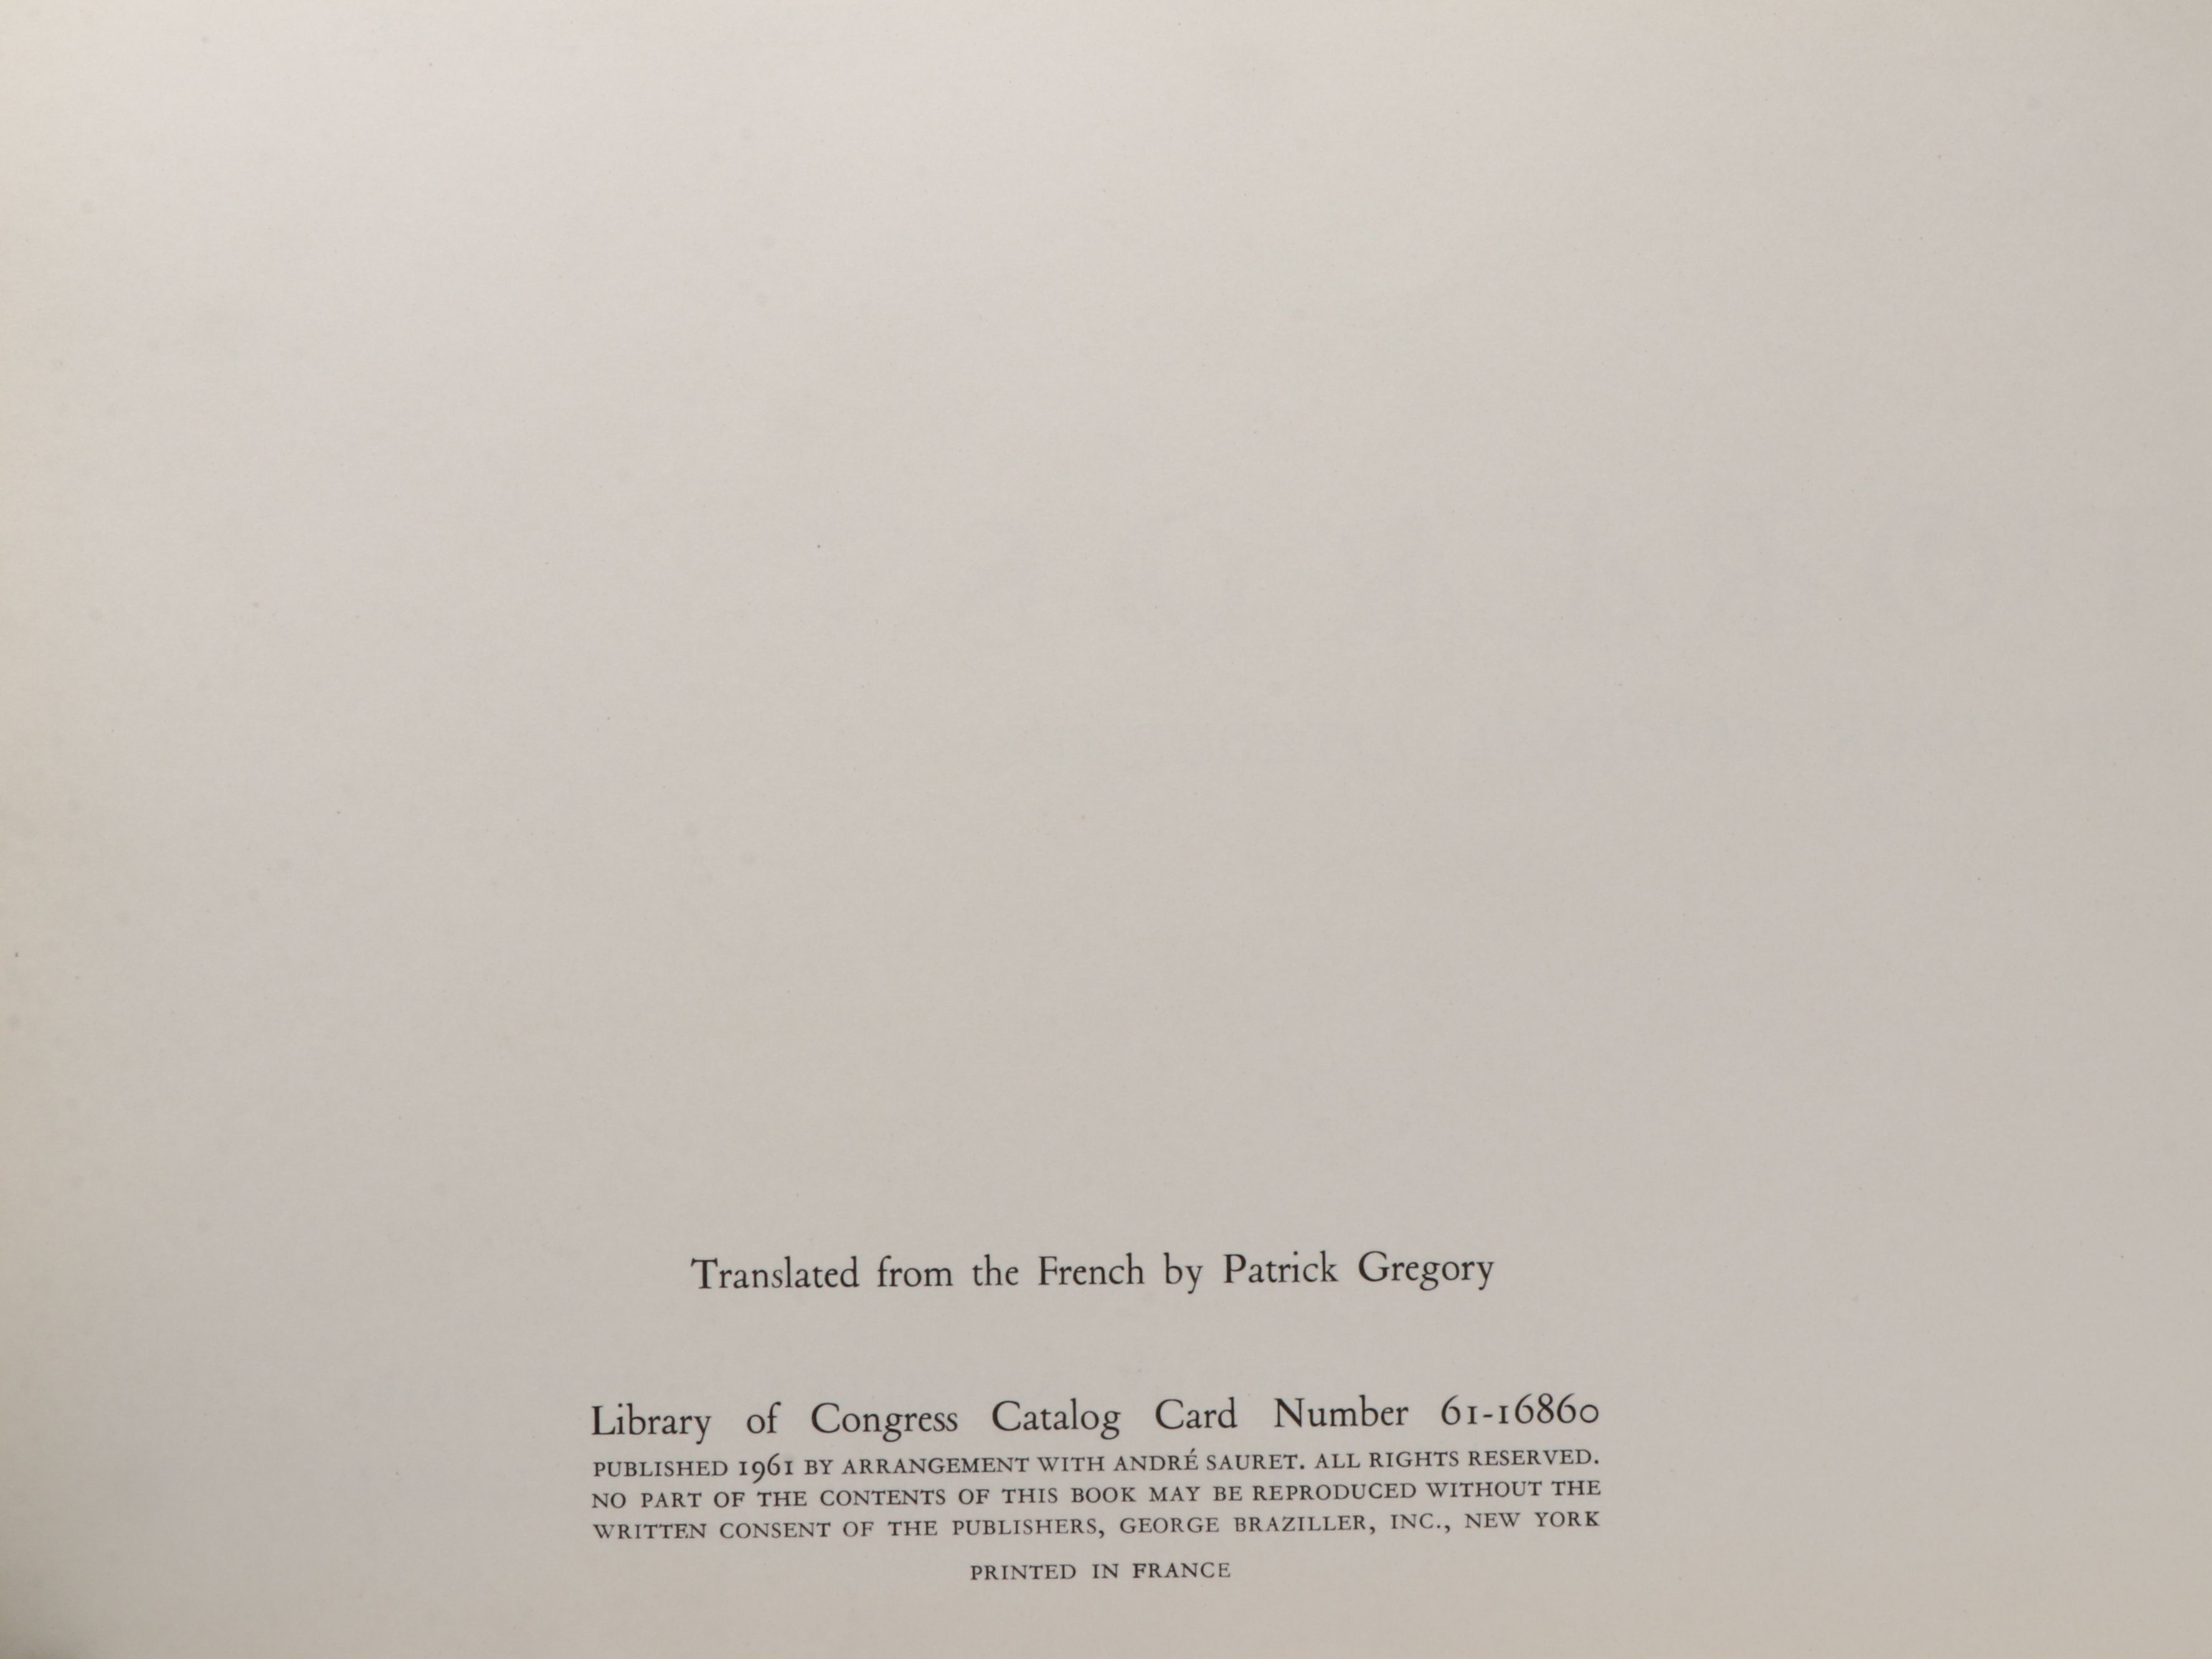 Translated from the French by Patrick Gregory
Library of Congress Catalog Card Number 61-16860
PUBLISHED 1961 BY ARRANGEMENT WITH ANDRÉ SAURET. ALL RIGHTS RESERVED.
NO PART OF THE CONTENTS OF THIS BOOK MAY BE REPRODUCED WITHOUT THE
WRITTEN CONSENT OF THE PUBLISHERS, GEORGE BRAZILLER, INC., NEW YORK
PRINTED IN FRANCE